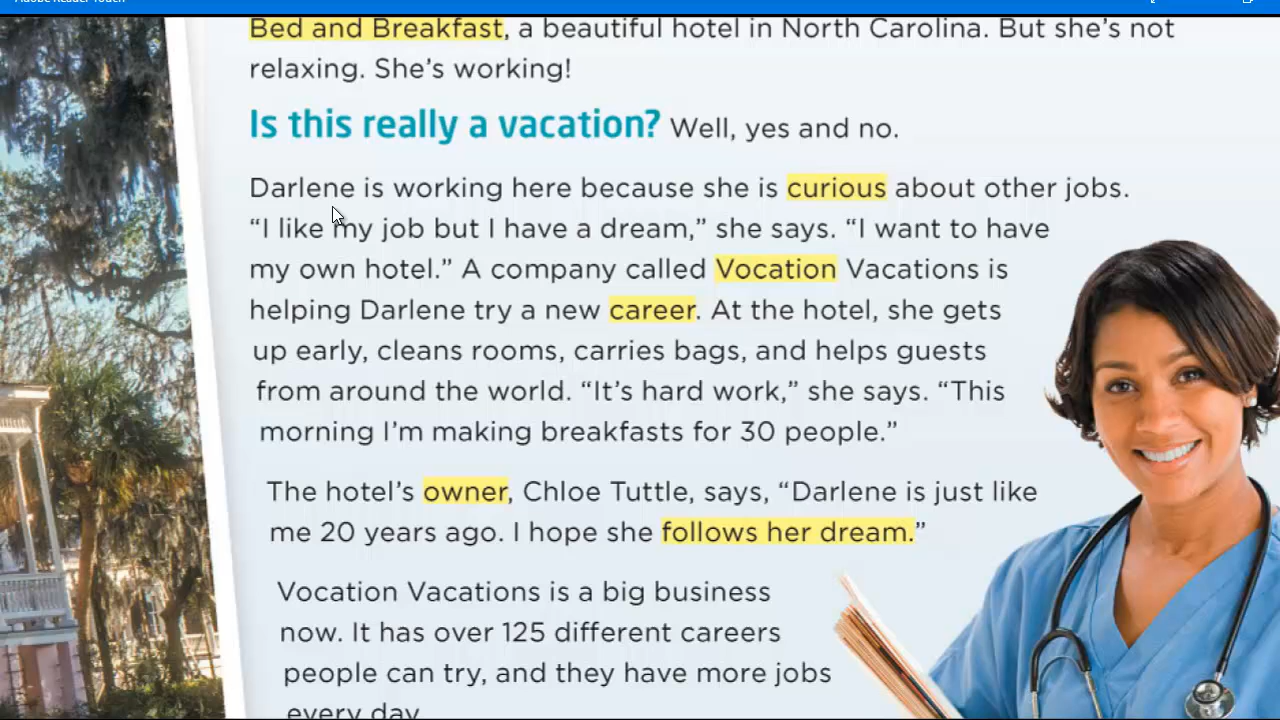 Bed and Breakfast, a beautiful hotel in North Carolina. But she's not
relaxing. She's working!
Is this really a vacation? Well, yes and no.
Darlene is working here because she is curious about other jobs.
“I like my job but I have a dream,” she says. “I want to have
my own hotel.” A company called Vocation Vacations is
helping Darlene try a new career. At the hotel, she gets
up early, cleans rooms, carries bags, and helps guests
from around the world. “It’s hard work,” she says. “This
morning I’m making breakfasts for 30 people.”
The hotel’s owner, Chloe Tuttle, says, “Darlene is just like
me 20 years ago. I hope she follows her dream.”
Vocation Vacations is a big business
now. It has over 125 different careers
people can try, and they have more jobs
every day.